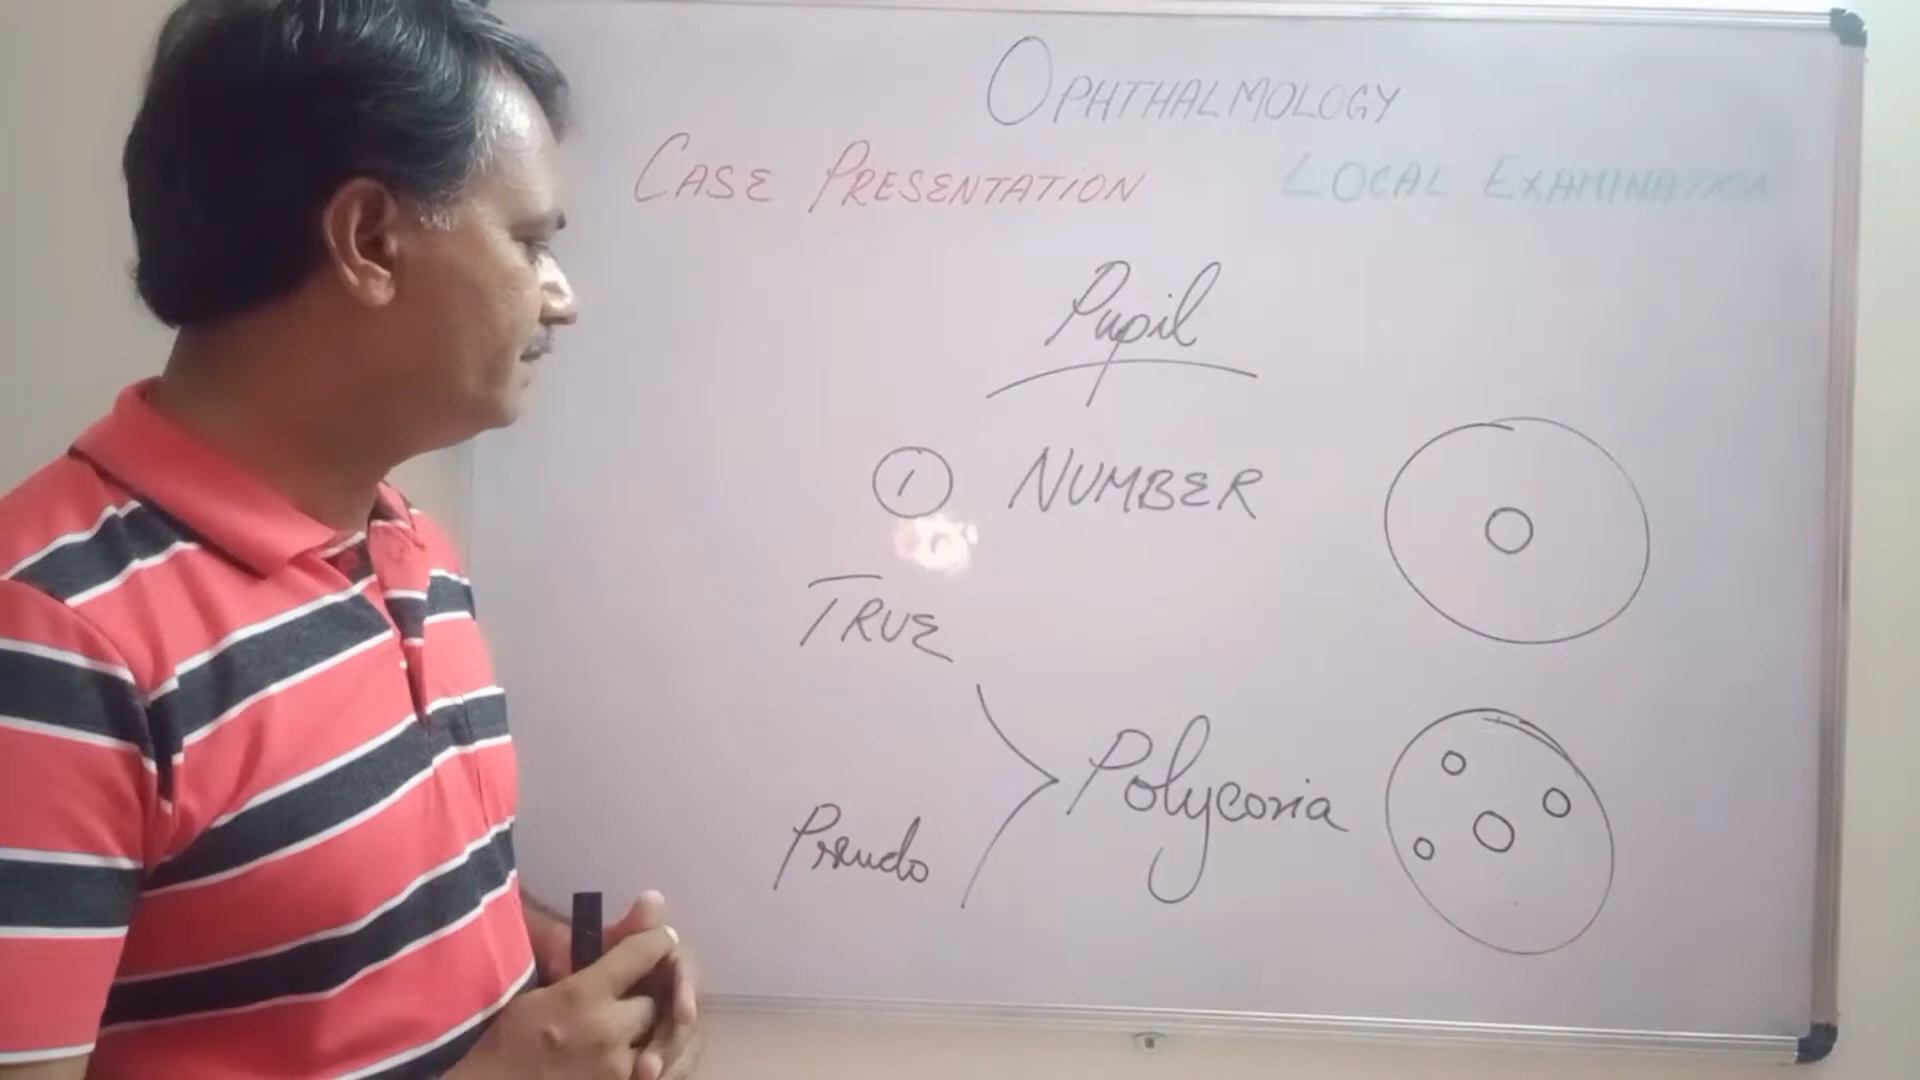 OPHTHALMOLOGY
CASE PRESENTATION LOCAL EXAMINATION
Pupil
1 NUMBER
TRUE
Polycoria
Pseudo